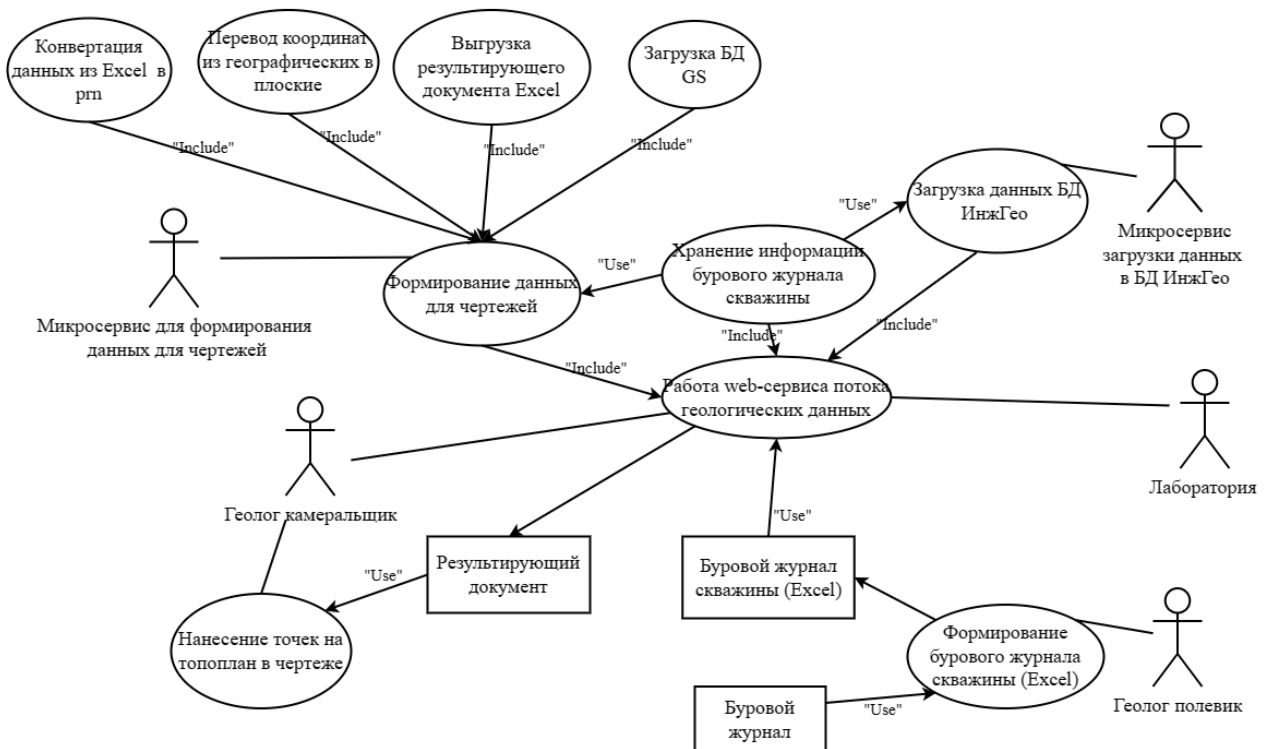 Конвертация
данных из Excel в
prn
Перевод координат
из географических в
плоские
Выгрузка
результирующего
документа Excel
Загрузка БД
GS
"Include"
"Include"
"Include"
"Include"
Загрузка данных БД
ИнжГео
Микросервис
загрузки данных
в БД ИнжГео
"Use"
Хранение информации
бурового журнала
скважины
"Use"
Формирование данных
для чертежей
Микросервис для формирования
данных для чертежей
"Include"
"Include"
"Include"
Работа web-сервиса потока
геологических данных
Лаборатория
Геолог камеральщик
Результирующий
документ
"Use"
"Use"
Буровой журнал
скважины (Excel)
Нанесение точек на
топоплан в чертеже
Формирование
бурового журнала
скважины (Excel)
Геолог полевик
Буровой
журнал
"Use"